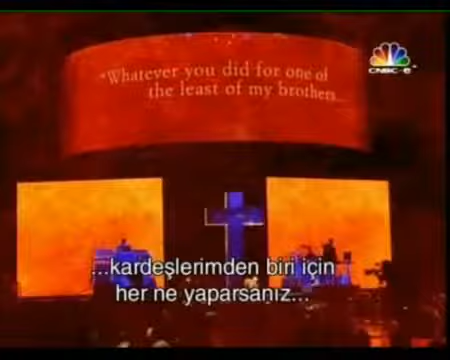 "Whatever you did for one of
the least of my brothers...
CNBC-e
...kardeşlerimden biri için
her ne yaparsanız...